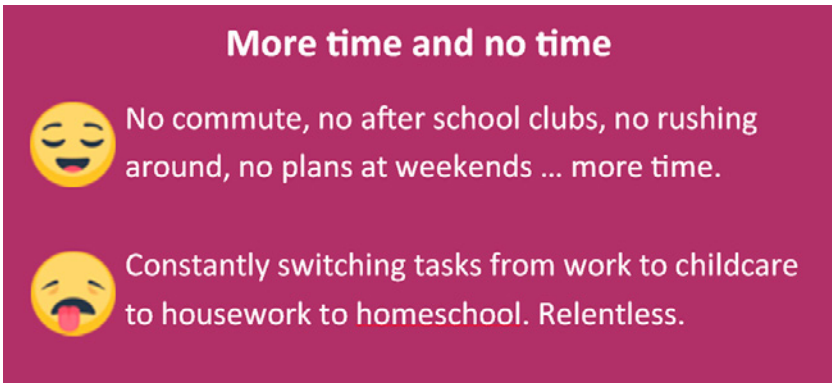 More time and no time
No commute, no after school clubs, no rushing
around, no plans at weekends … more time.
Constantly switching tasks from work to childcare
to housework to homeschool. Relentless.